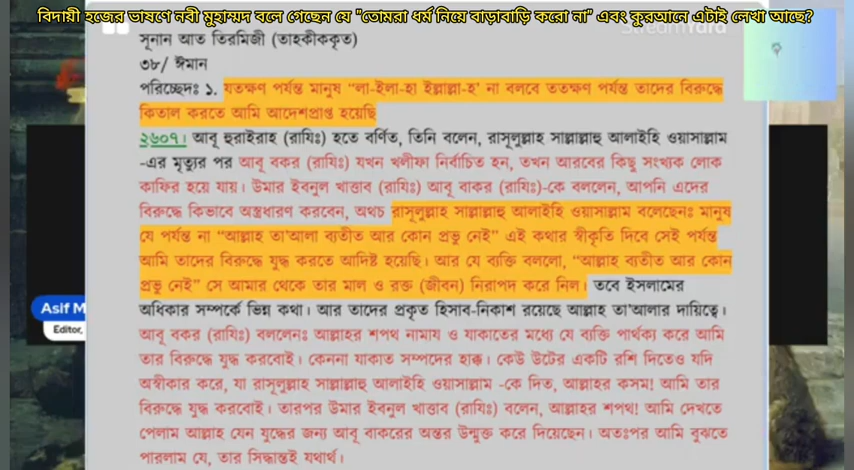 বিদায়ী হজের ভাষণে নবী মুহাম্মদ বলে গেছেন যে "তোমরা ধর্ম নিয়ে বাড়াবাড়ি করো না" এবং কুরআনে এটাই লেখা আছে?
StreamYard
সূনান আত তিরমিজী (তাহকীককৃত)
৩৮/ ঈমান
পরিচ্ছেদঃ ১. যতক্ষণ পর্যন্ত মানুষ “লা-ইলা-হা ইল্লাল্লা-হ’ না বলবে ততক্ষণ পর্যন্ত তাদের বিরুদ্ধে
কিতাল করতে আমি আদেশপ্রাপ্ত হয়েছি
২৬০৭। আবূ হুরাইরাহ (রাযিঃ) হতে বর্ণিত, তিনি বলেন, রাসূলুল্লাহ সাল্লাল্লাহু আলাইহি ওয়াসাল্লাম
-এর মৃত্যুর পর আবূ বকর (রাযিঃ) যখন খলীফা নির্বাচিত হন, তখন আরবের কিছু সংখ্যক লোক
কাফির হয়ে যায়। উমার ইবনুল খাত্তাব (রাযিঃ) আবূ বাকর (রাযিঃ)-কে বললেন, আপনি এদের
বিরুদ্ধে কিভাবে অস্ত্রধারণ করবেন, অথচ রাসূলুল্লাহ সাল্লাল্লাহু আলাইহি ওয়াসাল্লাম বলেছেনঃ মানুষ
যে পর্যন্ত না “আল্লাহ তা'আলা ব্যতীত আর কোন প্রভু নেই” এই কথার স্বীকৃতি দিবে সেই পর্যন্ত
আমি তাদের বিরুদ্ধে যুদ্ধ করতে আদিষ্ট হয়েছি। আর যে ব্যক্তি বললো, “আল্লাহ ব্যতীত আর কোন
প্রভু নেই” সে আমার থেকে তার মাল ও রক্ত (জীবন) নিরাপদ করে নিল। তবে ইসলামের
অধিকার সম্পর্কে ভিন্ন কথা। আর তাদের প্রকৃত হিসাব-নিকাশ রয়েছে আল্লাহ তা'আলার দায়িত্বে।
আবূ বকর (রাযিঃ) বললেনঃ আল্লাহর শপথ নামায ও যাকাতের মধ্যে যে ব্যক্তি পার্থক্য করে আমি
তার বিরুদ্ধে যুদ্ধ করবোই। কেননা যাকাত সম্পদের হাক্ক। কেউ উটের একটি রশি দিতেও যদি
অস্বীকার করে, যা রাসূলুল্লাহ সাল্লাল্লাহু আলাইহি ওয়াসাল্লাম -কে দিত, আল্লাহর কসম! আমি তার
বিরুদ্ধে যুদ্ধ করবোই। তারপর উমার ইবনুল খাত্তাব (রাযিঃ) বলেন, আল্লাহর শপথ! আমি দেখতে
পেলাম আল্লাহ যেন যুদ্ধের জন্য আবূ বাকরের অন্তর উন্মুক্ত করে দিয়েছেন। অতঃপর আমি বুঝতে
পারলাম যে, তার সিদ্ধান্তই যথার্থ।
Asif M
Editor,